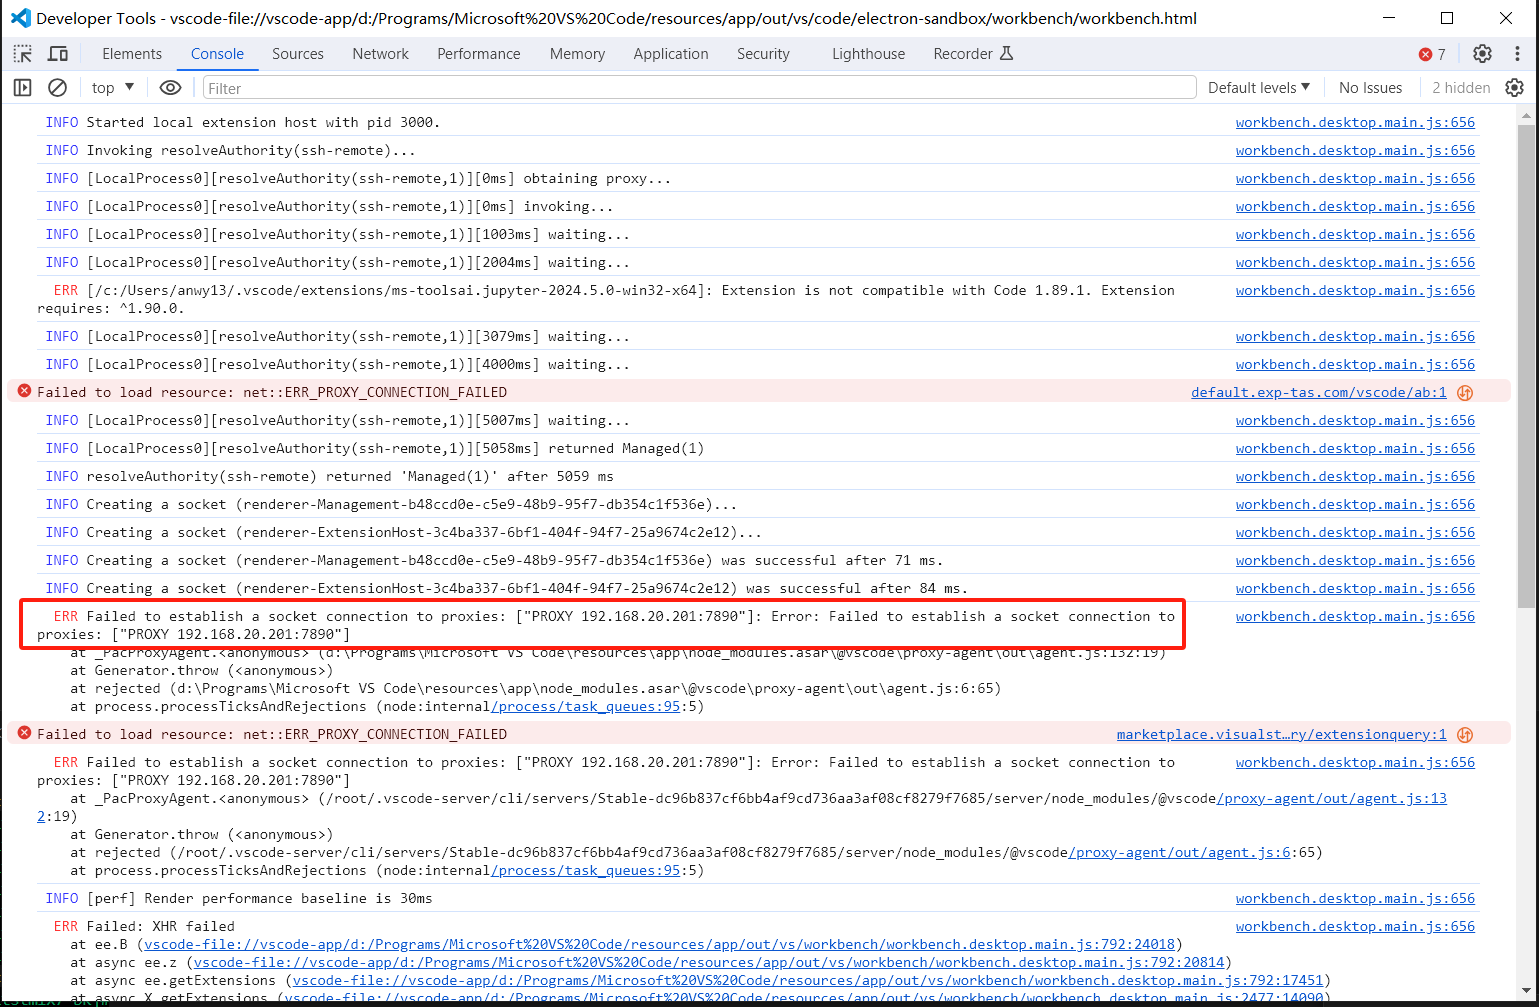 Developer Tools - vscode-file://vscode-app/d:/Programs/Microsoft%20VS%20Code/resources/app/out/vs/code/electron-sandbox/workbench/workbench.html
Elements Console Sources Network Performance Memory Application Security Lighthouse Recorder 7
top Filter Default levels No Issues 2 hidden
INFO Started local extension host with pid 3000. workbench.desktop.main.js:656
INFO Invoking resolveAuthority(ssh-remote)... workbench.desktop.main.js:656
INFO [LocalProcess0][resolveAuthority(ssh-remote,1)][0ms] obtaining proxy... workbench.desktop.main.js:656
INFO [LocalProcess0][resolveAuthority(ssh-remote,1)][0ms] invoking... workbench.desktop.main.js:656
INFO [LocalProcess0][resolveAuthority(ssh-remote,1)][1003ms] waiting... workbench.desktop.main.js:656
INFO [LocalProcess0][resolveAuthority(ssh-remote,1)][2004ms] waiting... workbench.desktop.main.js:656
ERR [/c:/Users/anwy13/.vscode/extensions/ms-toolsai.jupyter-2024.5.0-win32-x64]: Extension is not compatible with Code 1.89.1. Extension workbench.desktop.main.js:656
requires: ^1.90.0.
INFO [LocalProcess0][resolveAuthority(ssh-remote,1)][3079ms] waiting... workbench.desktop.main.js:656
INFO [LocalProcess0][resolveAuthority(ssh-remote,1)][4000ms] waiting... workbench.desktop.main.js:656
Failed to load resource: net::ERR_PROXY_CONNECTION_FAILED default.exp-tas.com/vscode/ab:1
INFO [LocalProcess0][resolveAuthority(ssh-remote,1)][5007ms] waiting... workbench.desktop.main.js:656
INFO [LocalProcess0][resolveAuthority(ssh-remote,1)][5058ms] returned Managed(1) workbench.desktop.main.js:656
INFO resolveAuthority(ssh-remote) returned 'Managed(1)' after 5059 ms workbench.desktop.main.js:656
INFO Creating a socket (renderer-Management-b48ccd0e-c5e9-48b9-95f7-db354c1f536e)... workbench.desktop.main.js:656
INFO Creating a socket (renderer-ExtensionHost-3c4ba337-6bf1-404f-94f7-25a9674c2e12)... workbench.desktop.main.js:656
INFO Creating a socket (renderer-Management-b48ccd0e-c5e9-48b9-95f7-db354c1f536e) was successful after 71 ms. workbench.desktop.main.js:656
INFO Creating a socket (renderer-ExtensionHost-3c4ba337-6bf1-404f-94f7-25a9674c2e12) was successful after 84 ms. workbench.desktop.main.js:656
ERR Failed to establish a socket connection to proxies: ["PROXY 192.168.20.201:7890"]: Error: Failed to establish a socket connection to workbench.desktop.main.js:656
proxies: ["PROXY 192.168.20.201:7890"]
at _PacProxyAgent.<anonymous> (d:\Programs\Microsoft VS Code\resources\app\node_modules.asar\@vscode\proxy-agent\out\agent.js:132:19)
at Generator.throw (<anonymous>)
at rejected (d:\Programs\Microsoft VS Code\resources\app\node_modules.asar\@vscode\proxy-agent\out\agent.js:6:65)
at process.processTicksAndRejections (node:internal/process/task_queues:95:5)
Failed to load resource: net::ERR_PROXY_CONNECTION_FAILED marketplace.visualst…ry/extensionquery:1
ERR Failed to establish a socket connection to proxies: ["PROXY 192.168.20.201:7890"]: Error: Failed to establish a socket connection to workbench.desktop.main.js:656
proxies: ["PROXY 192.168.20.201:7890"]
at _PacProxyAgent.<anonymous> (/root/.vscode-server/cli/servers/Stable-dc96b837cf6bb4af9cd736aa3af08cf8279f7685/server/node_modules/@vscode/proxy-agent/out/agent.js:13
2:19)
at Generator.throw (<anonymous>)
at rejected (/root/.vscode-server/cli/servers/Stable-dc96b837cf6bb4af9cd736aa3af08cf8279f7685/server/node_modules/@vscode/proxy-agent/out/agent.js:6:65)
at process.processTicksAndRejections (node:internal/process/task_queues:95:5)
INFO [perf] Render performance baseline is 30ms workbench.desktop.main.js:656
ERR Failed: XHR failed workbench.desktop.main.js:656
at ee.B (vscode-file://vscode-app/d:/Programs/Microsoft%20VS%20Code/resources/app/out/vs/workbench/workbench.desktop.main.js:792:24018)
at async ee.z (vscode-file://vscode-app/d:/Programs/Microsoft%20VS%20Code/resources/app/out/vs/workbench/workbench.desktop.main.js:792:20814)
at async ee.getExtensions (vscode-file://vscode-app/d:/Programs/Microsoft%20VS%20Code/resources/app/out/vs/workbench/workbench.desktop.main.js:792:17451)
at async X.getExtensions (vscode-file://vscode-app/d:/Programs/Microsoft%20VS%20Code/resources/app/out/vs/workbench/workbench.desktop.main.js:2477:14090)